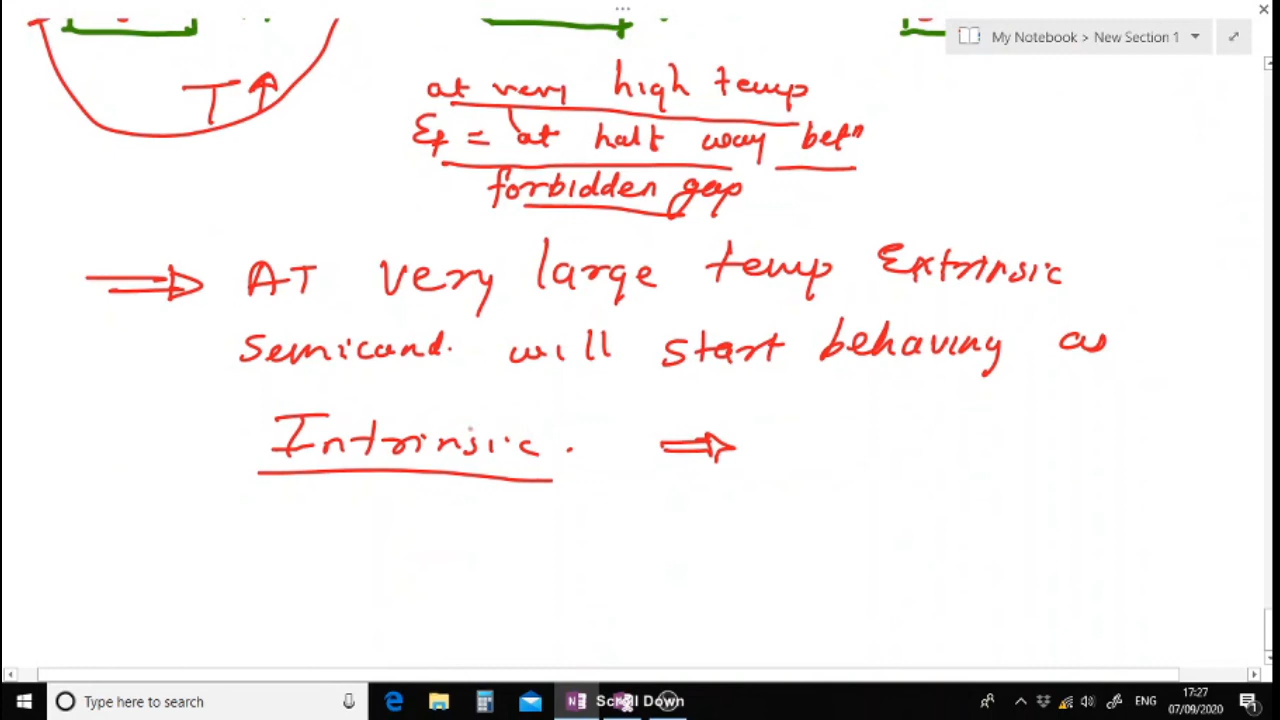 My Notebook > New Section 1
T↑
at very high temp
Ef = at half way betn
forbidden gap
⇒ AT very large temp Extrinsic
semicond. will start behaving as
Intrinsic. ⇒
Type here to search
Scroll Down
ENG
17:27
07/09/2020
1